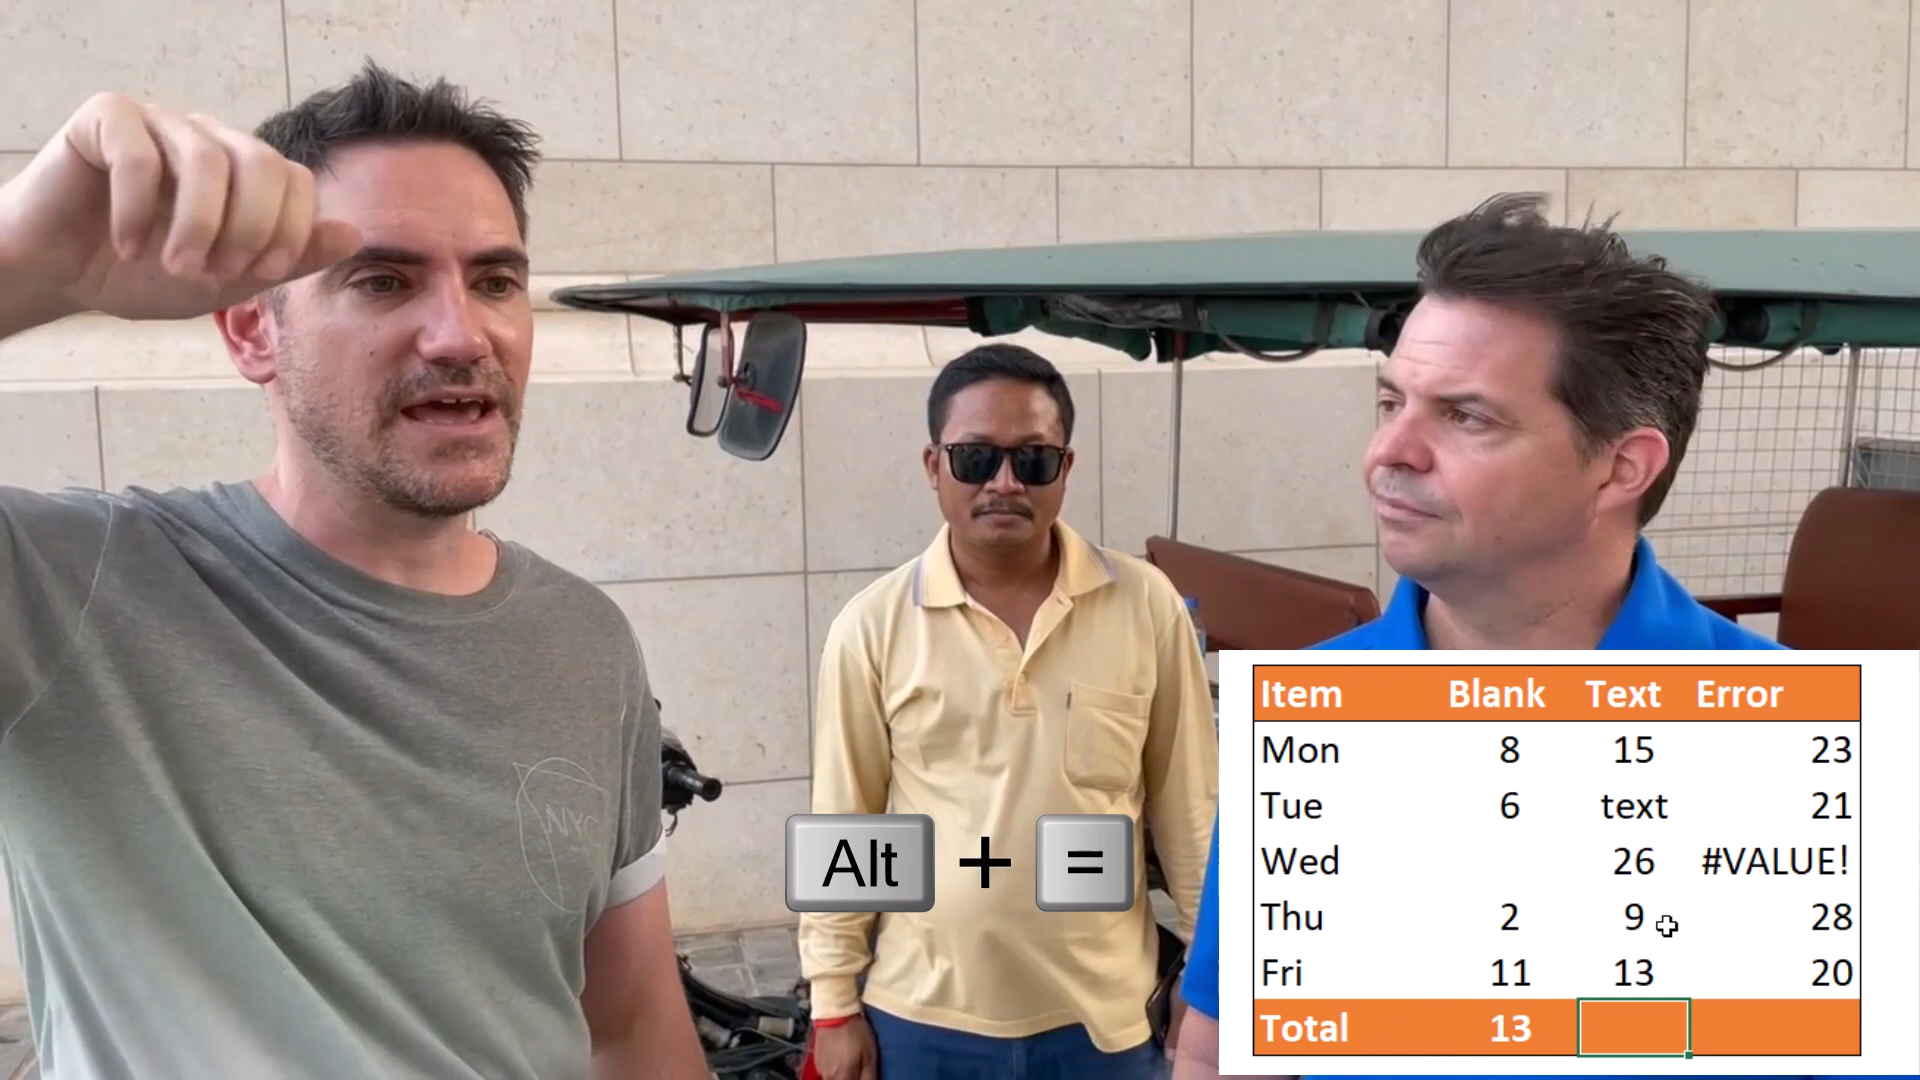 NYC
Alt + =
Item Blank Text Error
Mon 8 15 23
Tue 6 text 21
Wed 26 #VALUE!
Thu 2 9 28
Fri 11 13 20
Total 13